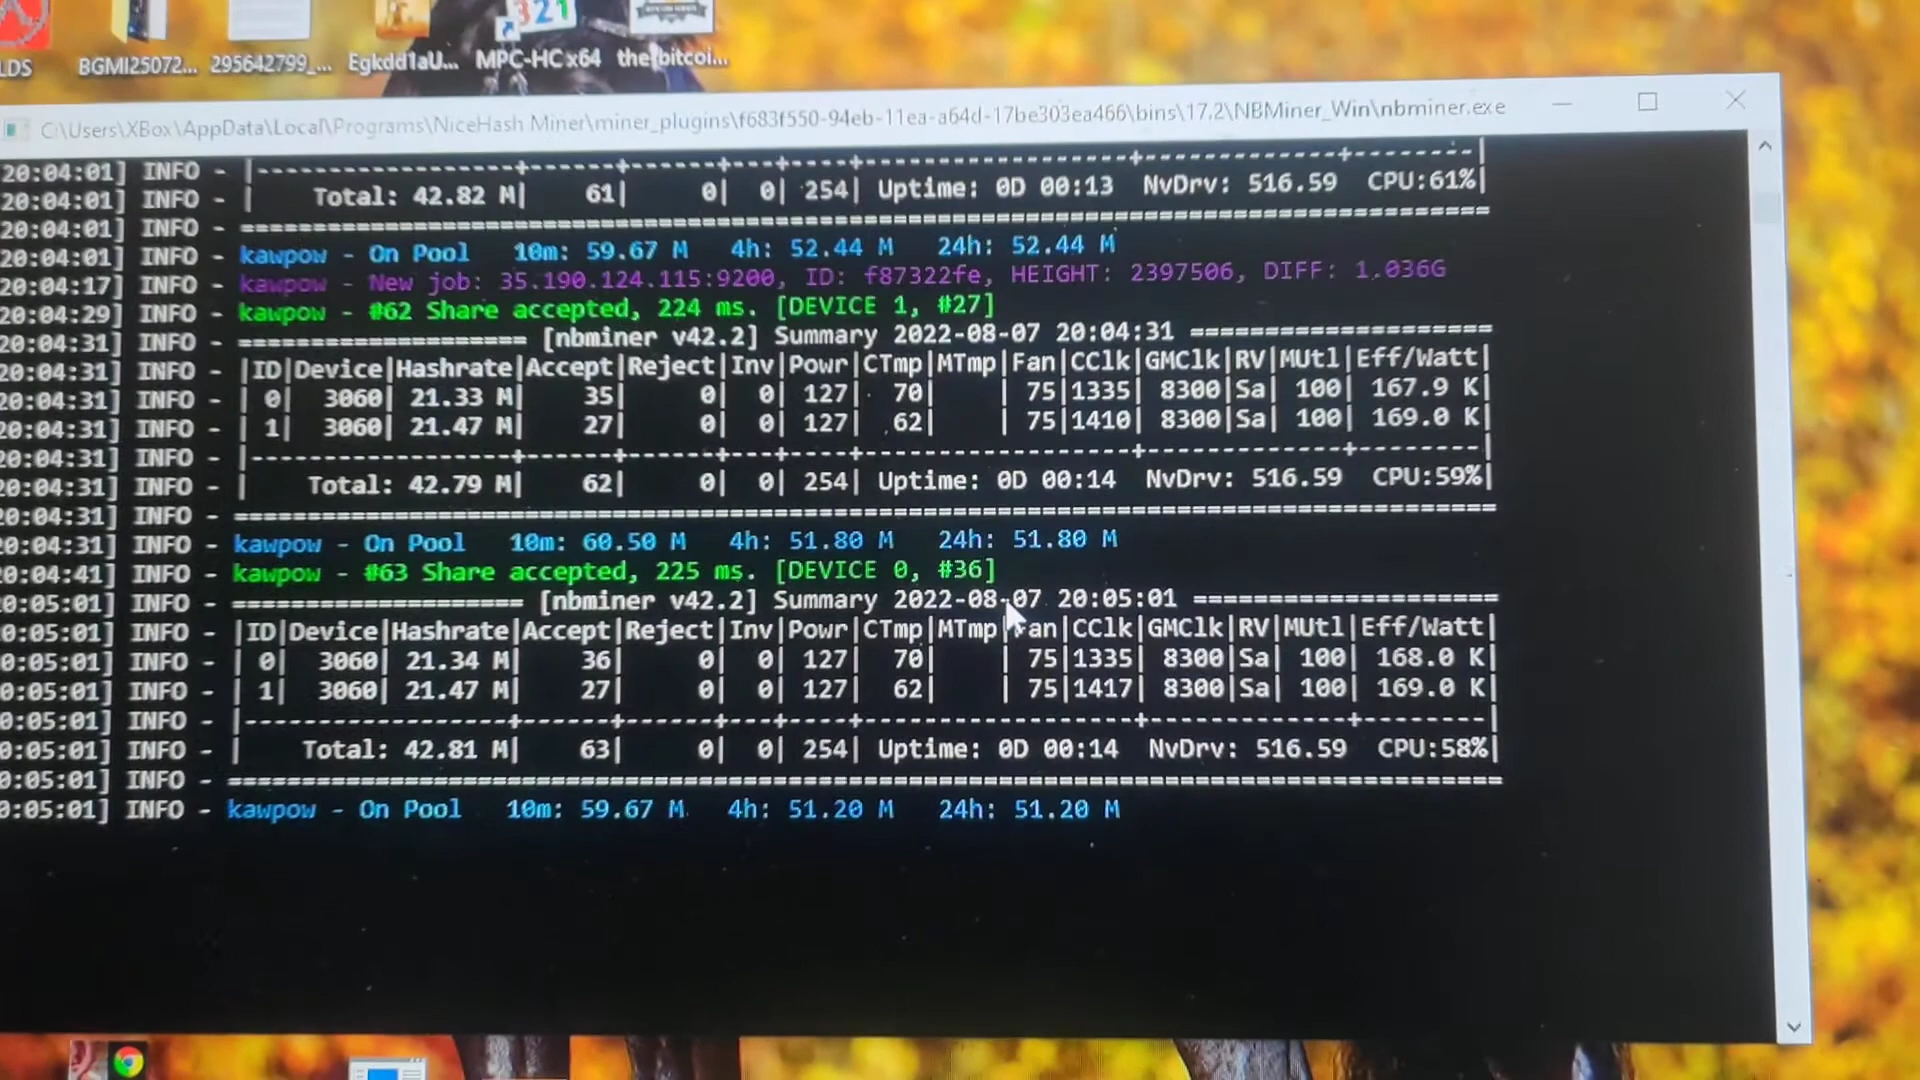 321
LDS BGMI25072... 295642799_... Egkdd1aU... MPC-HC x64 the bitcoi...
C:\Users\XBox\AppData\Local\Programs\NiceHash Miner\miner_plugins\f683f550-94eb-11ea-a64d-17be303ea466\bins\17.2\NBMiner_Win\nbminer.exe
20:04:01] INFO - |------------------+------+-------+---+----+------------------+--------------+--------|
20:04:01] INFO - | Total: 42.82 M| 61| 0| 0| 254| Uptime: 0D 00:13 NvDrv: 516.59 CPU:61%|
20:04:01] INFO - =====================================================================================
20:04:01] INFO - kawpow - On Pool 10m: 59.67 M 4h: 52.44 M 24h: 52.44 M
20:04:17] INFO - kawpow - New job: 35.190.124.115:9200, ID: f87322fe, HEIGHT: 2397506, DIFF: 1.036G
20:04:29] INFO - kawpow - #62 Share accepted, 224 ms. [DEVICE 1, #27]
20:04:31] INFO - ==================== [nbminer v42.2] Summary 2022-08-07 20:04:31 =====================
20:04:31] INFO - |ID|Device|Hashrate|Accept|Reject|Inv|Powr|CTmp|MTmp|Fan|CClk|GMClk|RV|MUtl|Eff/Watt|
20:04:31] INFO - | 0| 3060| 21.33 M| 35| 0| 0| 127| 70| | 75|1335| 8300|Sa| 100| 167.9 K|
20:04:31] INFO - | 1| 3060| 21.47 M| 27| 0| 0| 127| 62| | 75|1410| 8300|Sa| 100| 169.0 K|
20:04:31] INFO - |------------------+------+-------+---+----+------------------+--------------+--------|
20:04:31] INFO - | Total: 42.79 M| 62| 0| 0| 254| Uptime: 0D 00:14 NvDrv: 516.59 CPU:59%|
20:04:31] INFO - =====================================================================================
20:04:31] INFO - kawpow - On Pool 10m: 60.50 M 4h: 51.80 M 24h: 51.80 M
20:04:41] INFO - kawpow - #63 Share accepted, 225 ms. [DEVICE 0, #36]
0:05:01] INFO - ==================== [nbminer v42.2] Summary 2022-08-07 20:05:01 =====================
0:05:01] INFO - |ID|Device|Hashrate|Accept|Reject|Inv|Powr|CTmp|MTmp|Fan|CClk|GMClk|RV|MUtl|Eff/Watt|
0:05:01] INFO - | 0| 3060| 21.34 M| 36| 0| 0| 127| 70| | 75|1335| 8300|Sa| 100| 168.0 K|
0:05:01] INFO - | 1| 3060| 21.47 M| 27| 0| 0| 127| 62| | 75|1417| 8300|Sa| 100| 169.0 K|
0:05:01] INFO - |------------------+------+-------+---+----+------------------+--------------+--------|
0:05:01] INFO - | Total: 42.81 M| 63| 0| 0| 254| Uptime: 0D 00:14 NvDrv: 516.59 CPU:58%|
0:05:01] INFO - =====================================================================================
0:05:01] INFO - kawpow - On Pool 10m: 59.67 M 4h: 51.20 M 24h: 51.20 M